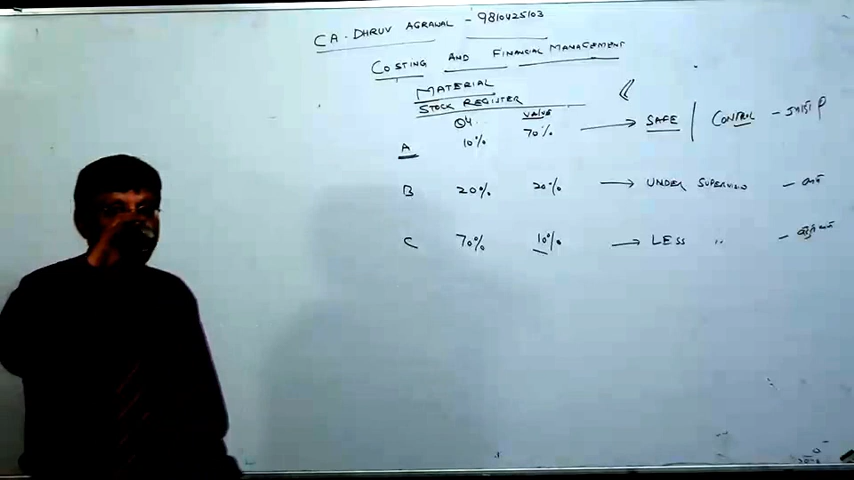 CA. DHRUV AGRAWAL - 9810425103
COSTING AND FINANCIAL MANAGEMENT
MATERIAL
STOCK REGISTER
QTY. VALUE
A 10% 70% → SAFE | CONTROL -
B 20% 20% → UNDER SUPERVISIO -
C 70% 10% → LESS " -